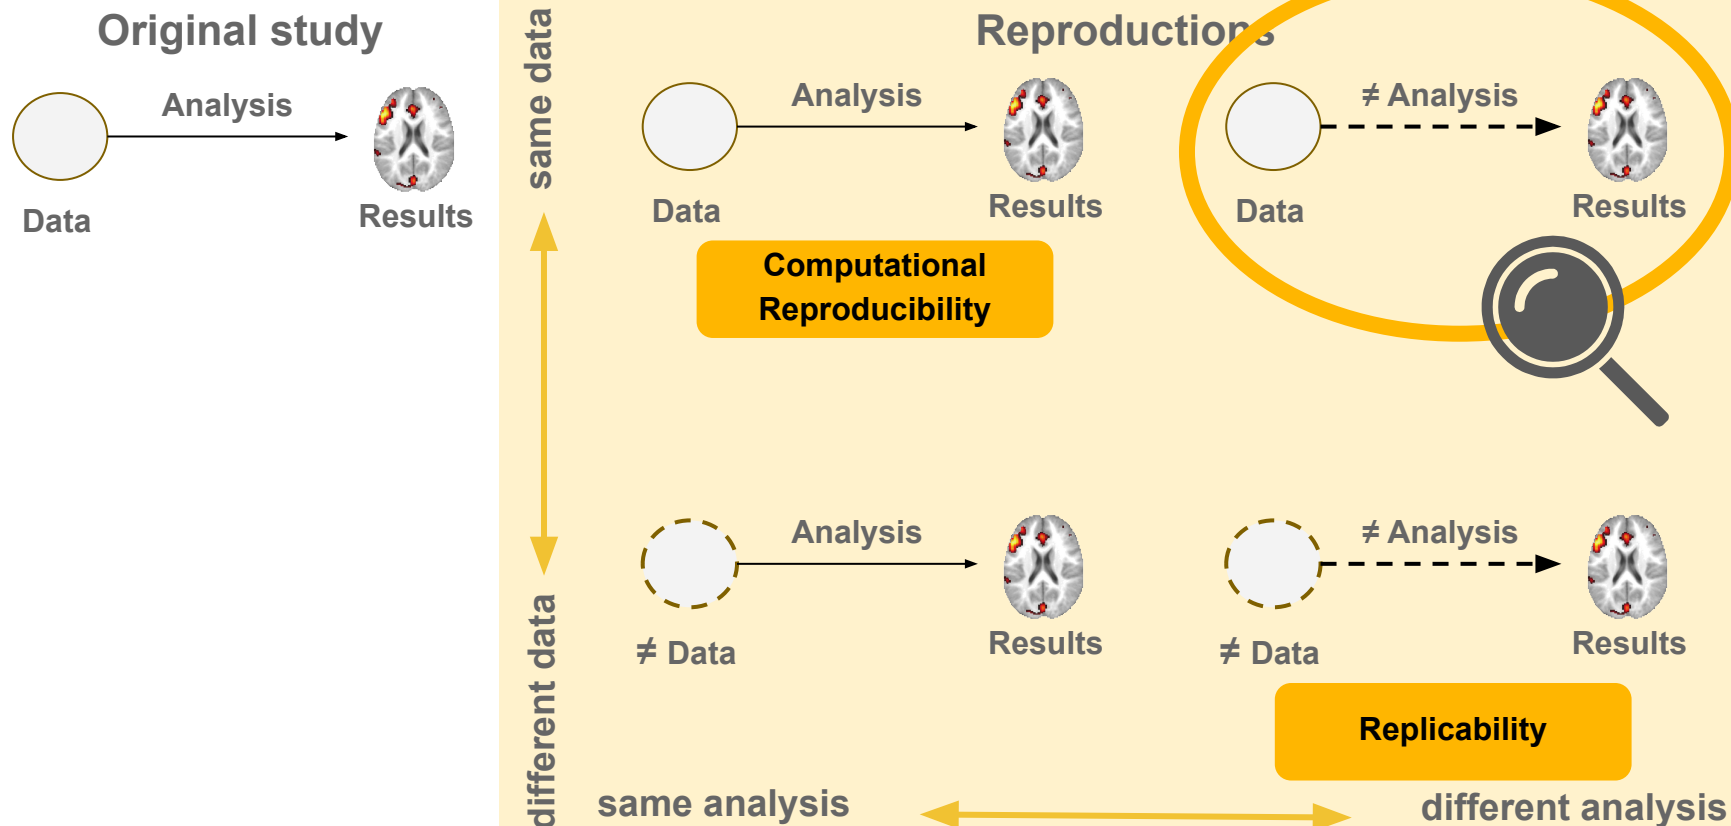 Original study
Reproductions
same data
Analysis
Data
Results
Analysis
Data
Results
Computational
Reproducibility
≠ Analysis
Data
Results
different data
Analysis
≠ Data
Results
≠ Analysis
≠ Data
Results
Replicability
same analysis
different analysis